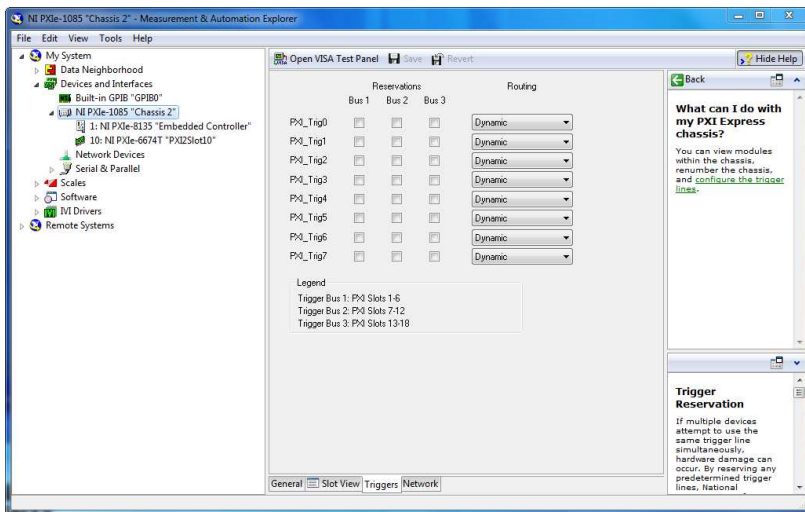 NI PXIe-1085 "Chassis 2" - Measurement & Automation Explorer
File Edit View Tools Help
My System
Data Neighborhood
Devices and Interfaces
Built-in GPIB "GPIB0"
NI PXIe-1085 "Chassis 2"
1: NI PXIe-8135 "Embedded Controller"
10: NI PXIe-6674T "PXI2Slot10"
Network Devices
Serial & Parallel
Scales
Software
IVI Drivers
Remote Systems
Open VISA Test Panel Save Revert
Hide Help
Reservations Routing
Bus 1 Bus 2 Bus 3
PXI_Trig0 Dynamic
PXI_Trig1 Dynamic
PXI_Trig2 Dynamic
PXI_Trig3 Dynamic
PXI_Trig4 Dynamic
PXI_Trig5 Dynamic
PXI_Trig6 Dynamic
PXI_Trig7 Dynamic
Legend
Trigger Bus 1: PXI Slots 1-6
Trigger Bus 2: PXI Slots 7-12
Trigger Bus 3: PXI Slots 13-18
General Slot View Triggers Network
Back
What can I do with
my PXI Express
chassis?
You can view modules
within the chassis,
renumber the chassis,
and configure the trigger
lines.
Trigger
Reservation
If multiple devices
attempt to use the
same trigger line
simultaneously,
hardware damage can
occur. By reserving any
predetermined trigger
lines, National